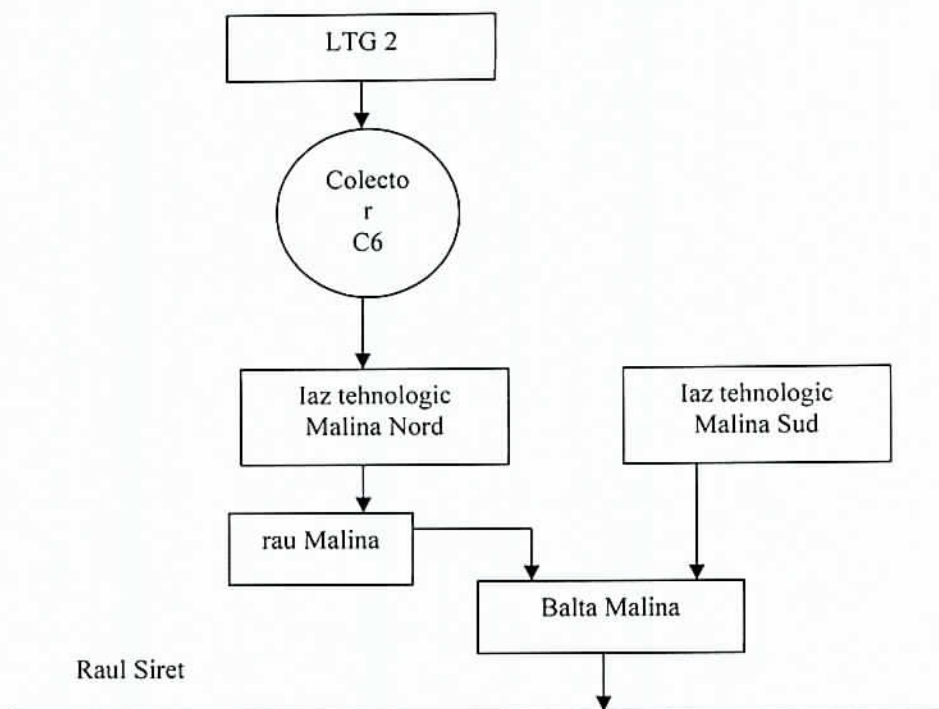 LTG 2
Colecto
r
C6
Iaz tehnologic
Malina Nord
Iaz tehnologic
Malina Sud
rau Malina
Balta Malina
Raul Siret